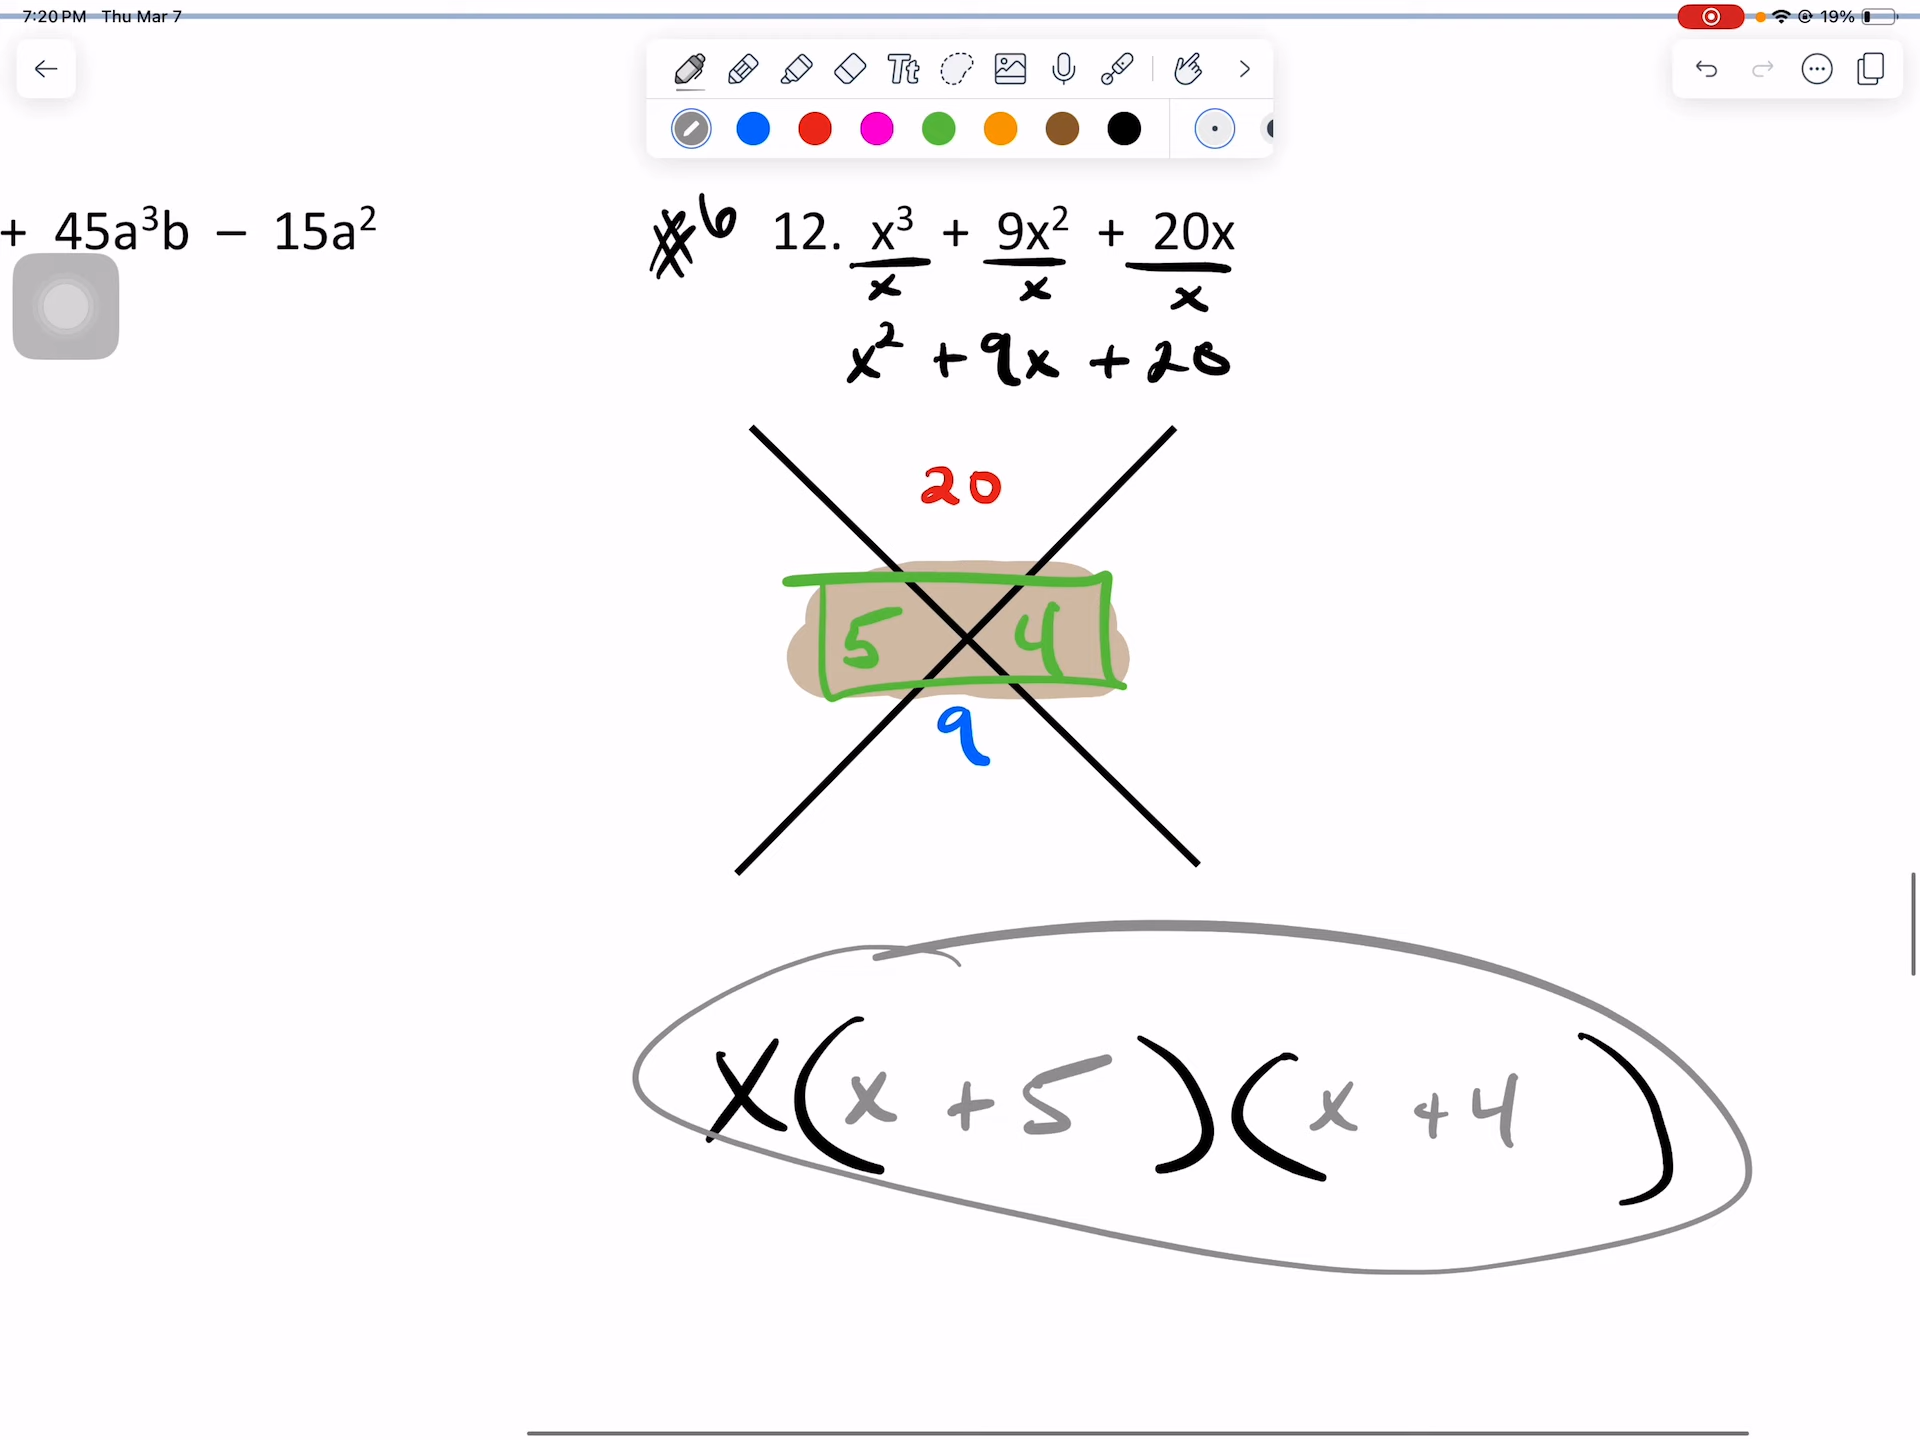 7:20 PM Thu Mar 7
19%
Tt
+ 45a³b − 15a²
#6 12. x³ + 9x² + 20x
x x x
x² + 9x + 20
20
5 4
9
x(x + 5)(x + 4)